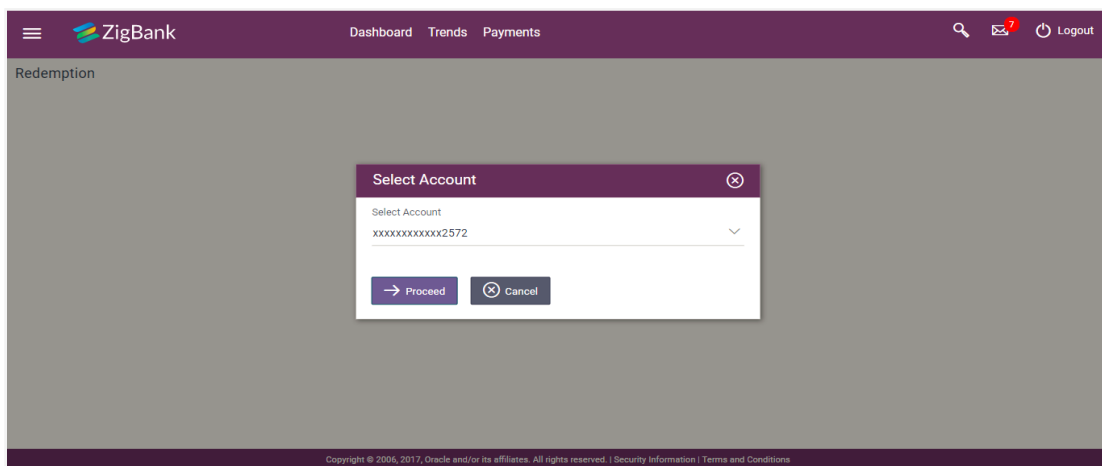 ZigBank Dashboard Trends Payments 7 Logout
Redemption
Select Account
Select Account
xxxxxxxxxxxx2572
Proceed Cancel
Copyright © 2006, 2017, Oracle and/or its affiliates. All rights reserved. | Security Information | Terms and Conditions